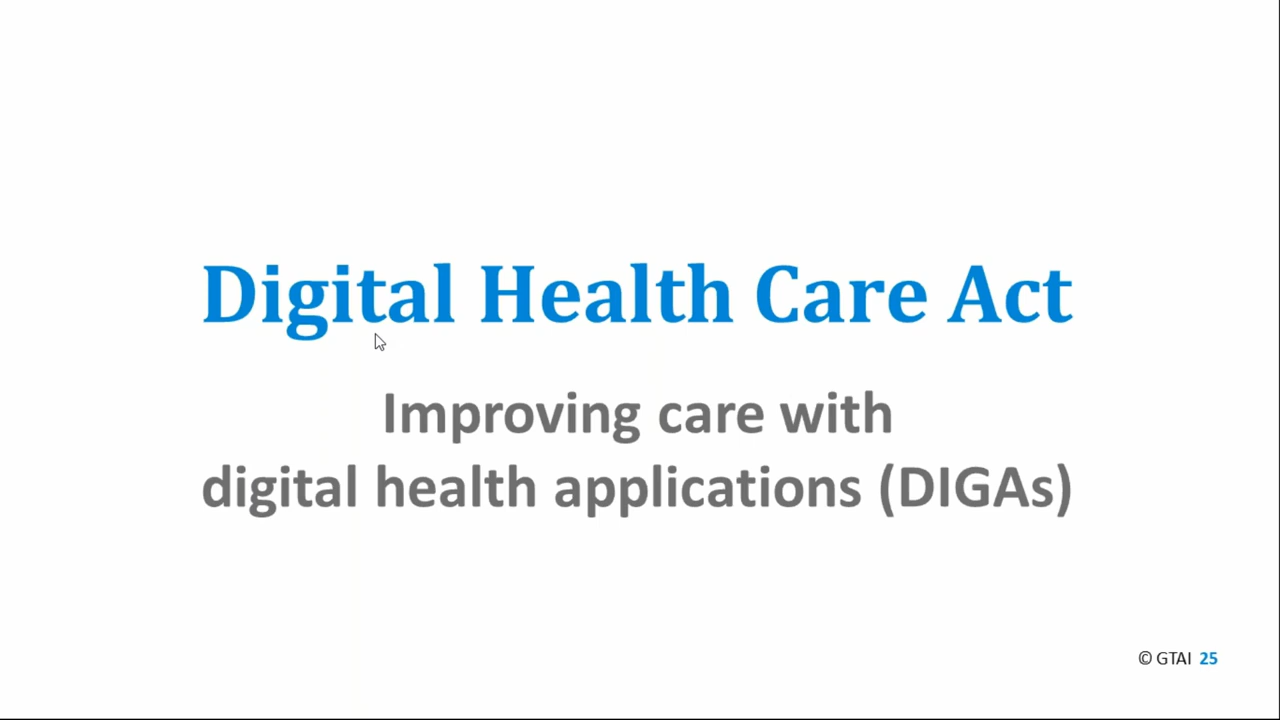 Digital Health Care Act
Improving care with
digital health applications (DIGAs)
© GTAI 25